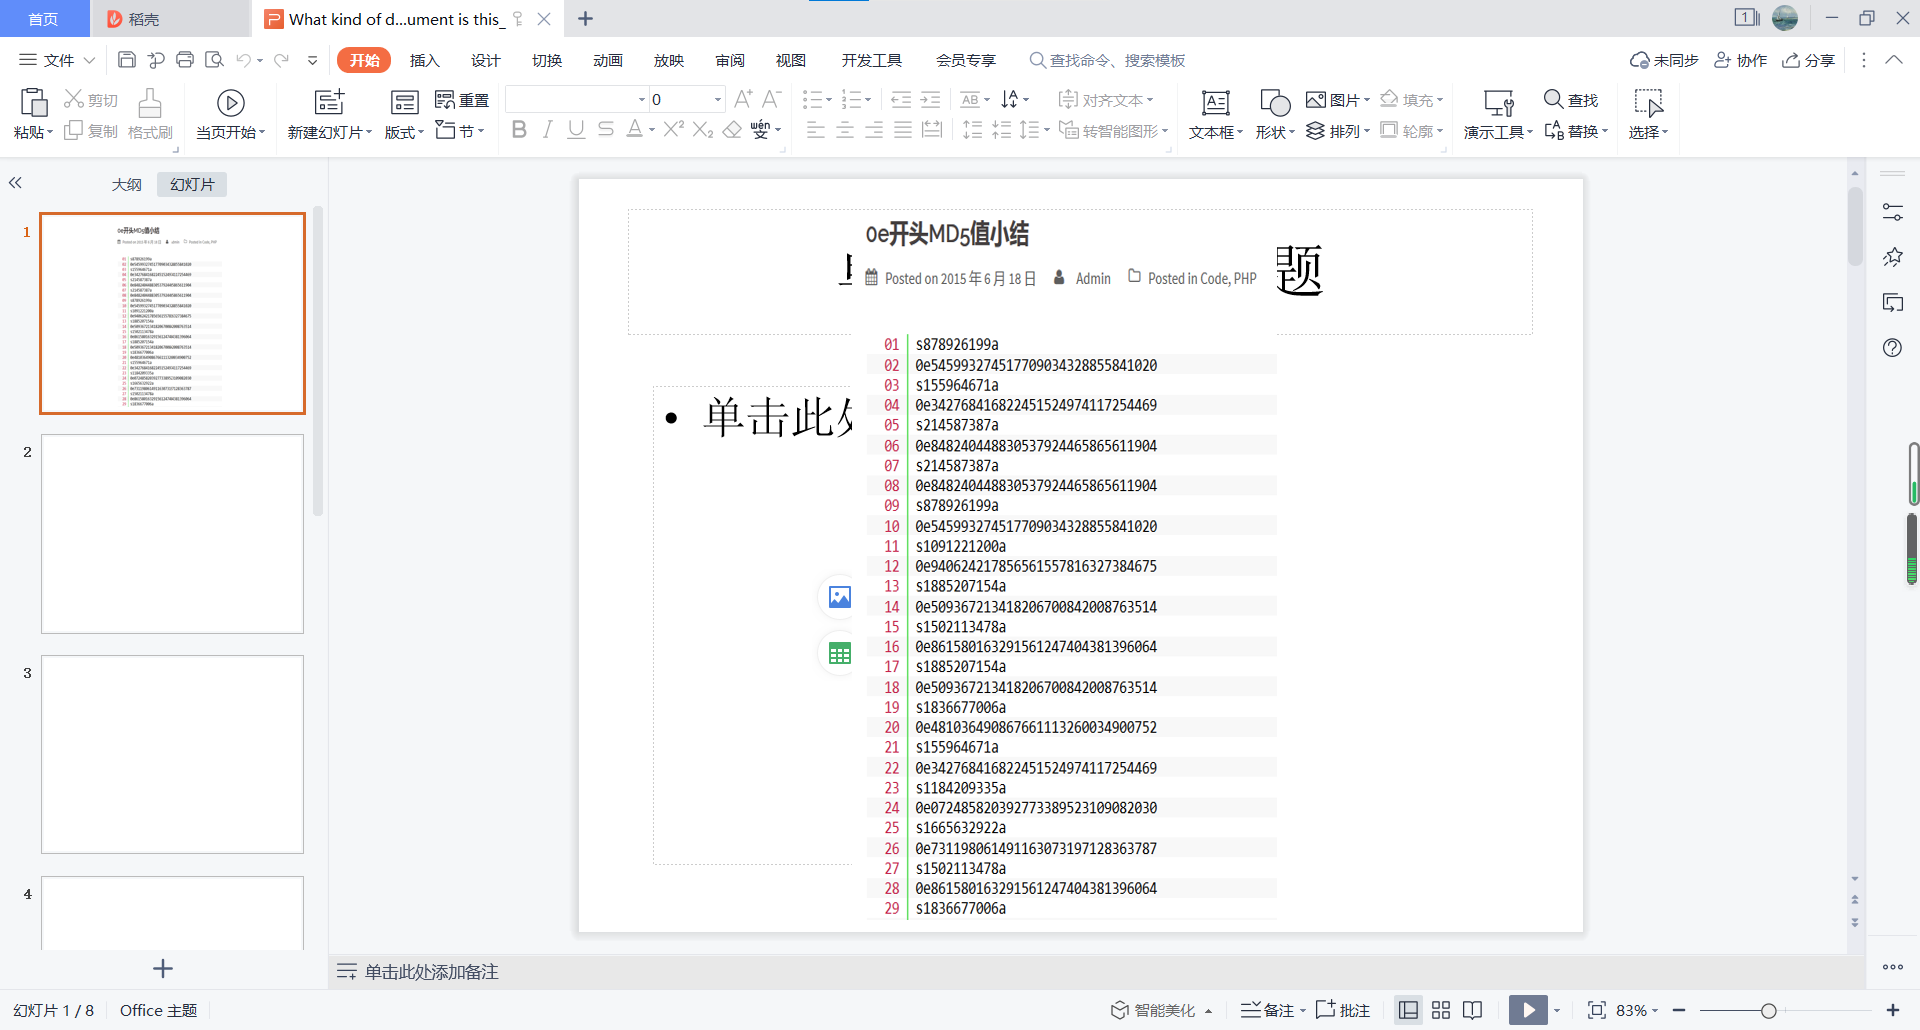 首页 稻壳 What kind of d...ument is this_ 1
文件 开始 插入 设计 切换 动画 放映 审阅 视图 开发工具 会员专享 查找命令、搜索模板 未同步 协作 分享
粘贴 剪切 复制 格式刷 当页开始 新建幻灯片 版式 重置 节 0 对齐文本 转智能图形 文本框 形状 图片 排列 填充 轮廓 演示工具 查找 替换 选择
大纲 幻灯片
1
2
3
4
0e开头MD5值小结
题
Posted on 2015 年 6 月 18 日 Admin Posted in Code, PHP
• 单击此处
01 s878926199a
02 0e545993274517709034328855841020
03 s155964671a
04 0e342768416822451524974117254469
05 s214587387a
06 0e848240448830537924465865611904
07 s214587387a
08 0e848240448830537924465865611904
09 s878926199a
10 0e545993274517709034328855841020
11 s1091221200a
12 0e940624217856561557816327384675
13 s1885207154a
14 0e509367213418206700842008763514
15 s1502113478a
16 0e861580163291561247404381396064
17 s1885207154a
18 0e509367213418206700842008763514
19 s1836677006a
20 0e481036490867661113260034900752
21 s155964671a
22 0e342768416822451524974117254469
23 s1184209335a
24 0e072485820392773389523109082030
25 s1665632922a
26 0e731198061491163073197128363787
27 s1502113478a
28 0e861580163291561247404381396064
29 s1836677006a
单击此处添加备注
幻灯片 1 / 8 Office 主题 智能美化 备注 批注 83%